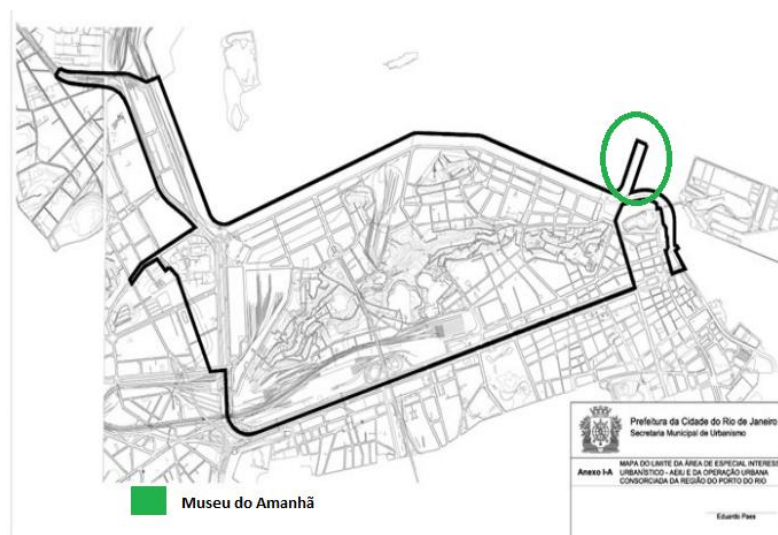 Prefeitura da Cidade do Rio de Janeiro
Secretaria Municipal de Urbanismo
Anexo I-A
MAPA DO LIMITE DA ÁREA DE ESPECIAL INTERESSE
URBANÍSTICO - AEIU E DA OPERAÇÃO URBANA
CONSORCIADA DA REGIÃO DO PORTO DO RIO
Museu do Amanhã
Eduardo Paes